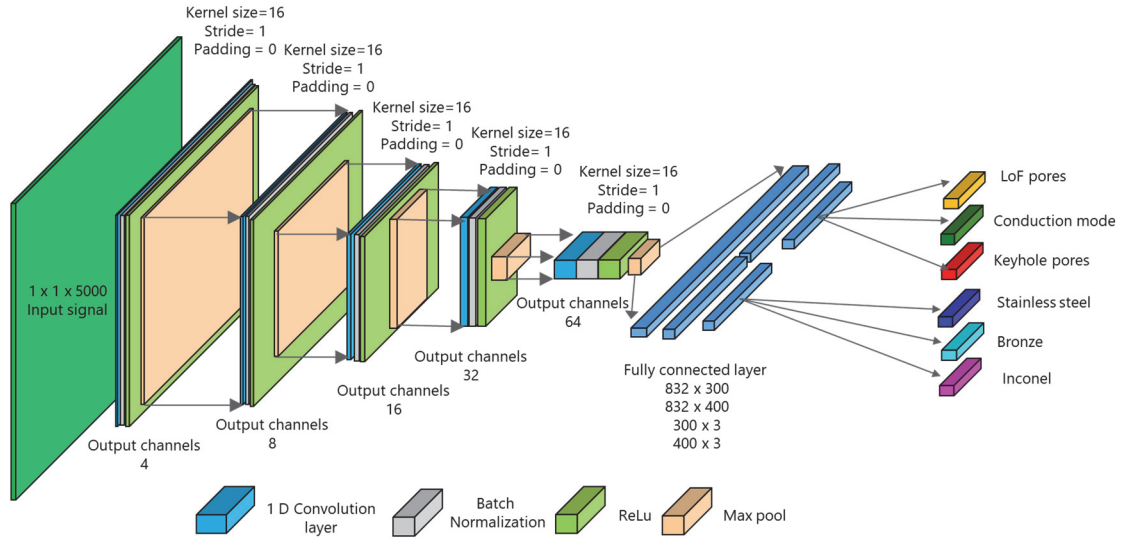 Kernel size=16
Stride= 1
Padding = 0
Kernel size=16
Stride= 1
Padding = 0
Kernel size=16
Stride= 1
Padding = 0
Kernel size=16
Stride= 1
Padding = 0
Kernel size=16
Stride= 1
Padding = 0
1 x 1 x 5000
Input signal
Output channels
4
Output channels
8
Output channels
16
Output channels
32
Output channels
64
Fully connected layer
832 x 300
832 x 400
300 x 3
400 x 3
LoF pores
Conduction mode
Keyhole pores
Stainless steel
Bronze
Inconel
1 D Convolution
layer
Batch
Normalization
ReLu
Max pool